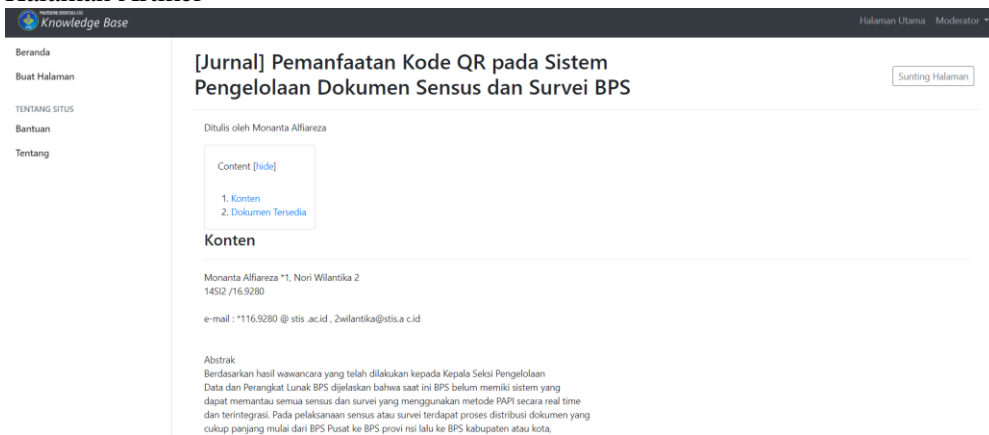 Halaman Artikel
POLITEKNIK STATISTIKA STIS
Knowledge Base
Halaman Utama Moderator
Beranda
Buat Halaman
TENTANG SITUS
Bantuan
Tentang
[Jurnal] Pemanfaatan Kode QR pada Sistem
Pengelolaan Dokumen Sensus dan Survei BPS
Sunting Halaman
Ditulis oleh Monanta Alfiareza
Content [hide]
1. Konten
2. Dokumen Tersedia
Konten
Monanta Alfiareza *1, Nori Wilantika 2
14SI2 /16.9280
e-mail : *116.9280 @ stis .ac.id , 2wilantika@stis.a c.id
Abstrak
Berdasarkan hasil wawancara yang telah dilakukan kepada Kepala Seksi Pengelolaan
Data dan Perangkat Lunak BPS dijelaskan bahwa saat ini BPS belum memiki sistem yang
dapat memantau semua sensus dan survei yang menggunakan metode PAPI secara real time
dan terintegrasi. Pada pelaksanaan sensus atau survei terdapat proses distribusi dokumen yang
cukup panjang mulai dari BPS Pusat ke BPS provi nsi lalu ke BPS kabupaten atau kota,